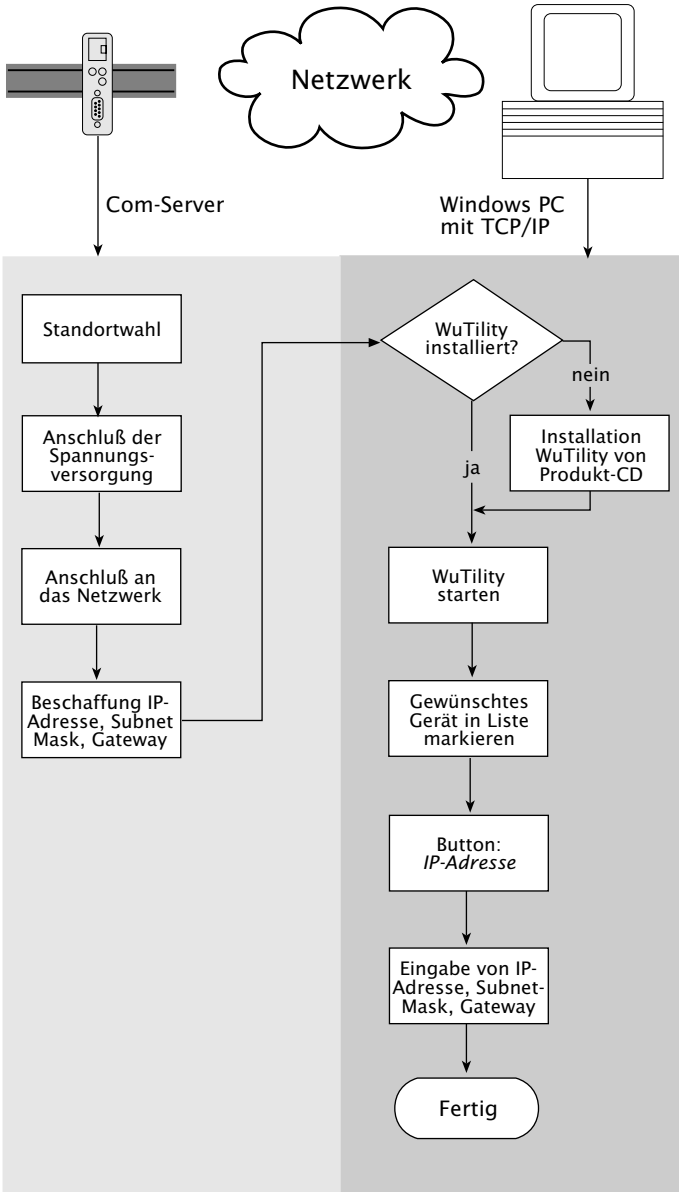 Netzwerk
Com-Server
Windows PC
mit TCP/IP
Standortwahl
Anschluß der
Spannungs-
versorgung
Anschluß an
das Netzwerk
Beschaffung IP-
Adresse, Subnet
Mask, Gateway
WuTility
installiert?
nein
ja
Installation
WuTility von
Produkt-CD
WuTility
starten
Gewünschtes
Gerät in Liste
markieren
Button:
IP-Adresse
Eingabe von IP-
Adresse, Subnet-
Mask, Gateway
Fertig